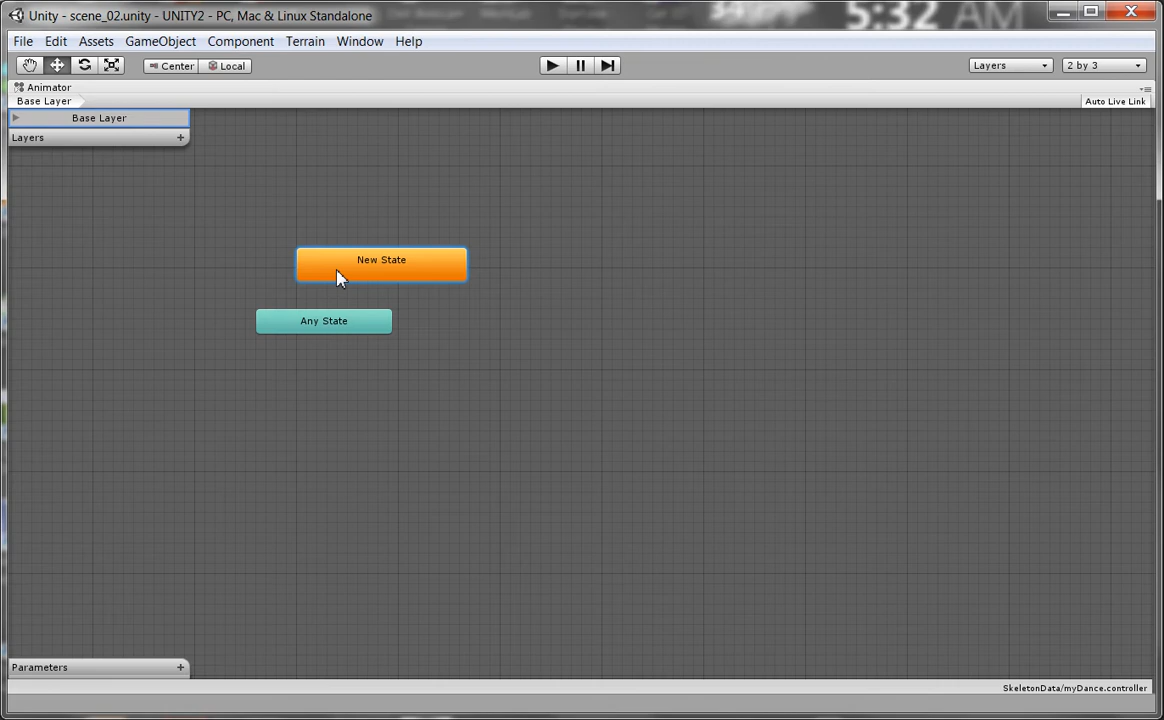 Unity - scene_02.unity - UNITY2 - PC, Mac & Linux Standalone
5:32 AM
File Edit Assets GameObject Component Terrain Window Help
Center Local Layers 2 by 3
Animator
Base Layer Auto Live Link
Base Layer
Layers +
New State
Any State
Parameters +
SkeletonData/myDance.controller